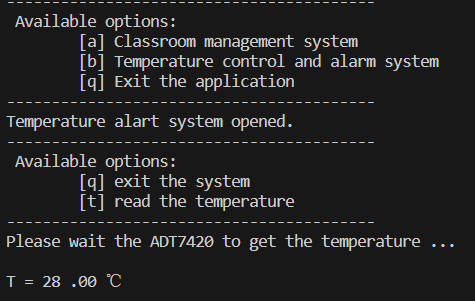 ----------------------------------------
Available options:
[a] Classroom management system
[b] Temperature control and alarm system
[q] Exit the application
----------------------------------------
Temperature alart system opened.
----------------------------------------
Available options:
[q] exit the system
[t] read the temperature
----------------------------------------
Please wait the ADT7420 to get the temperature ...
T = 28 .00 ℃